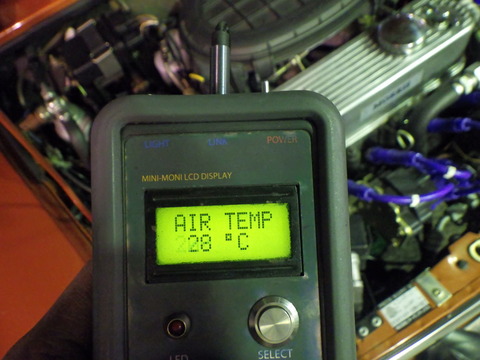 LIGHT LINK POWER
MINI-MONI LCD DISPLAY
AIR TEMP
28 °C
LED SELECT